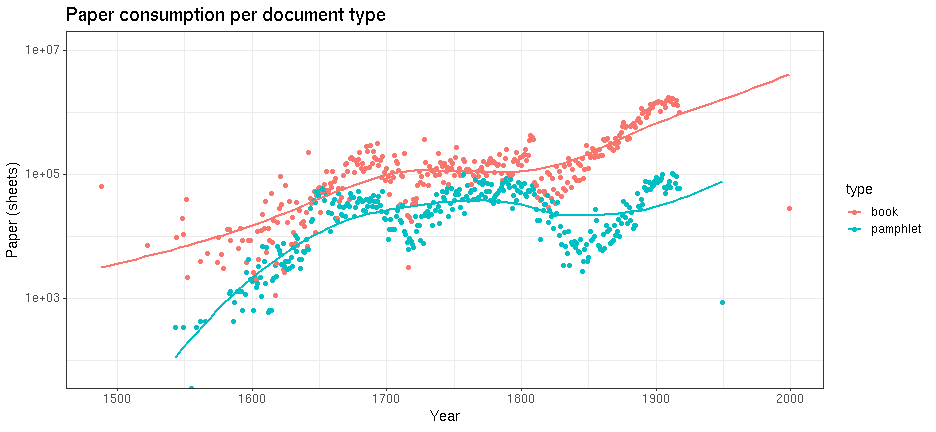 Paper consumption per document type
Paper (sheets)
1e+07
1e+05
1e+03
1500 1600 1700 1800 1900 2000
Year
type
book
pamphlet